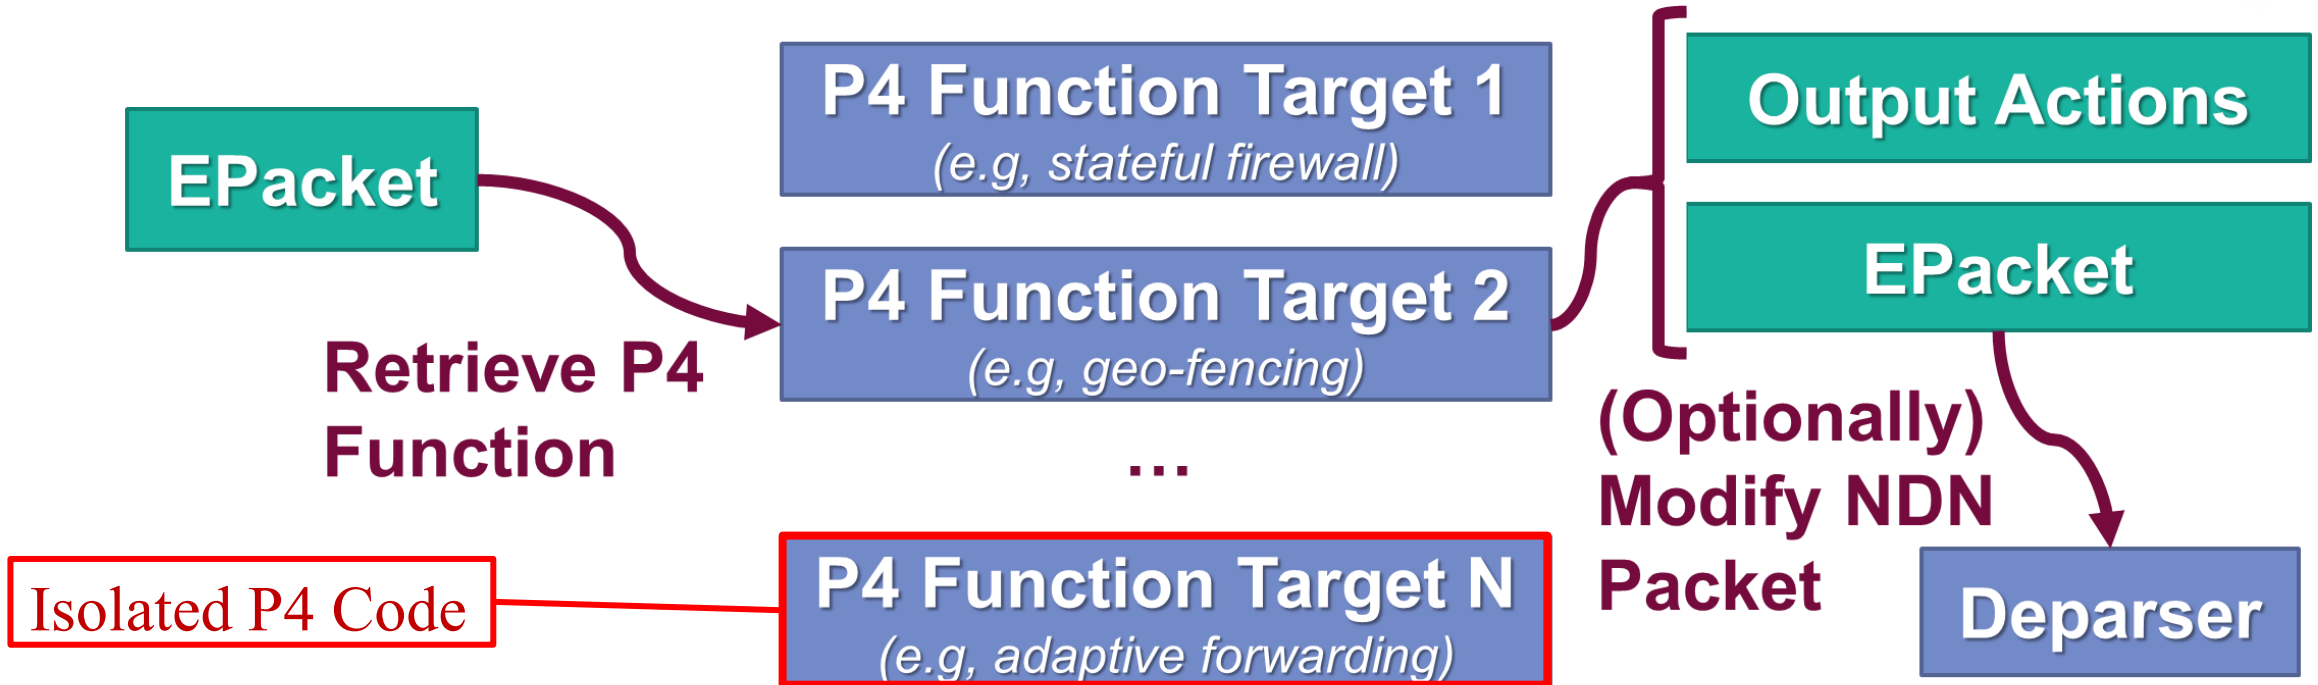 EPacket
Retrieve P4
Function
P4 Function Target 1
(e.g, stateful firewall)
P4 Function Target 2
(e.g, geo-fencing)
...
P4 Function Target N
(e.g, adaptive forwarding)
Isolated P4 Code
Output Actions
EPacket
(Optionally)
Modify NDN
Packet
Deparser